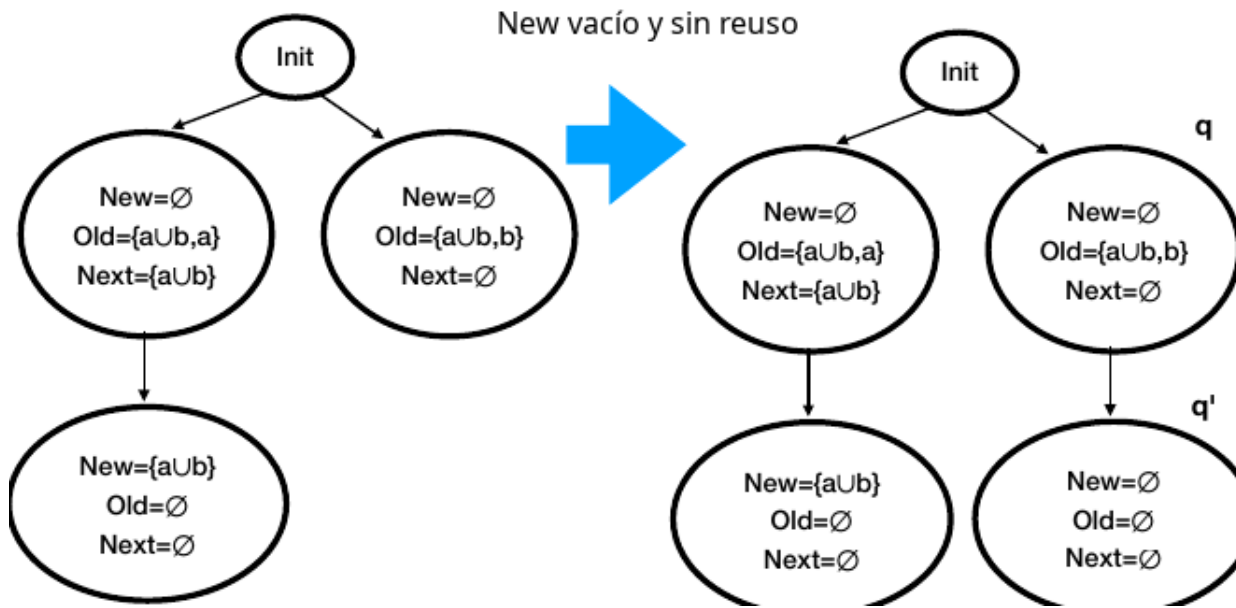 New vacío y sin reuso
Init
New=∅
Old={a∪b,a}
Next={a∪b}
New=∅
Old={a∪b,b}
Next=∅
New={a∪b}
Old=∅
Next=∅
Init
q
New=∅
Old={a∪b,a}
Next={a∪b}
New=∅
Old={a∪b,b}
Next=∅
q'
New={a∪b}
Old=∅
Next=∅
New=∅
Old=∅
Next=∅